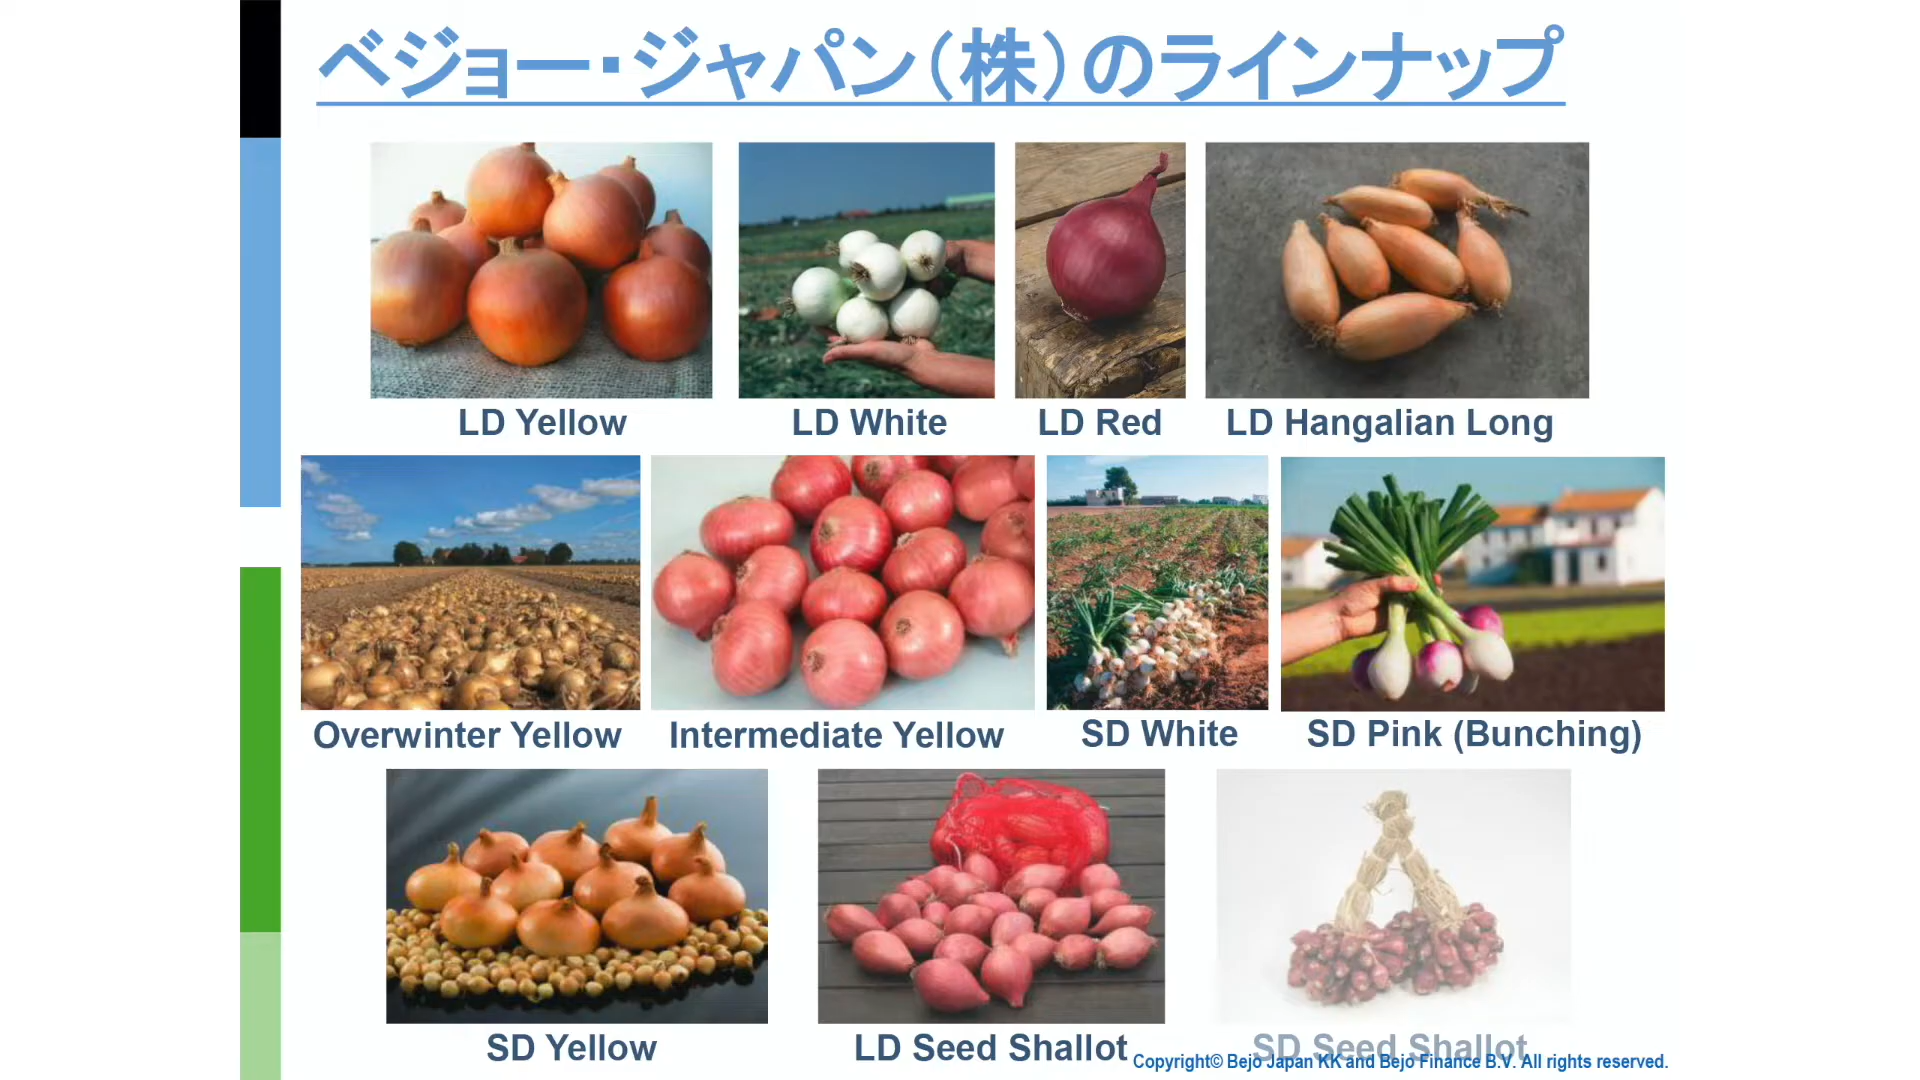 ベジョー・ジャパン（株）のラインナップ
LD Yellow
LD White
LD Red
LD Hangalian Long
Overwinter Yellow
Intermediate Yellow
SD White
SD Pink (Bunching)
SD Yellow
LD Seed Shallot
SD Seed Shallot
Copyright© Bejo Japan KK and Bejo Finance B.V. All rights reserved.